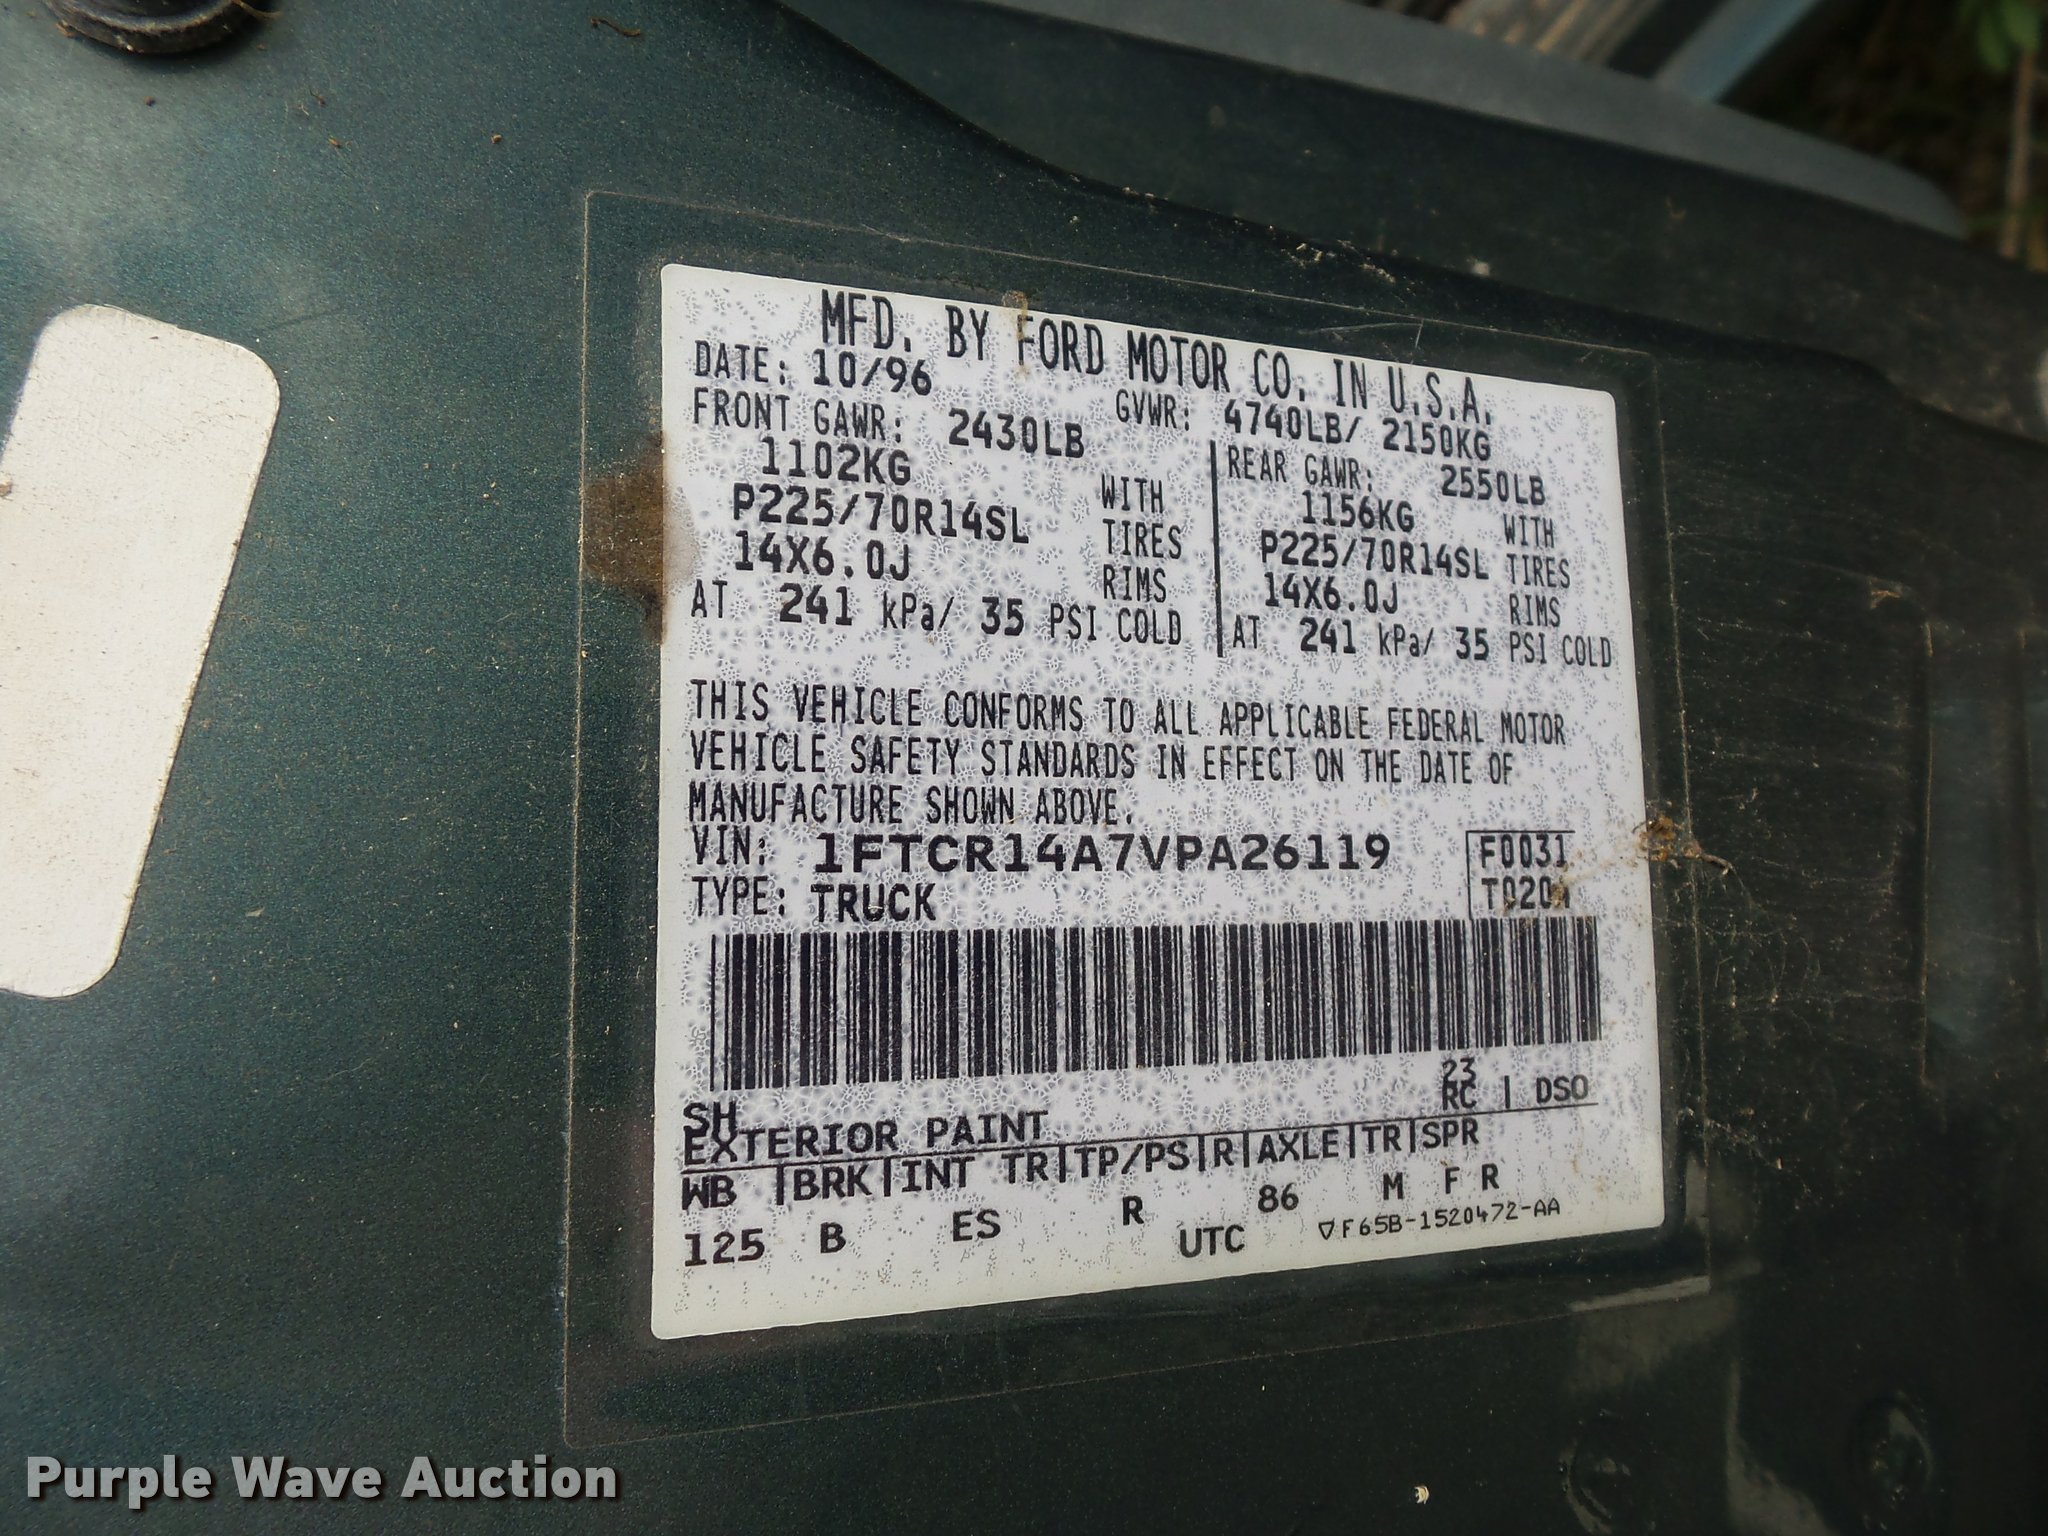 MFD. BY FORD MOTOR CO. IN U.S.A.
DATE: 10/96 GVWR: 4740LB/ 2150KG
FRONT GAWR: 2430LB
1102KG WITH
P225/70R14SL TIRES
14X6.0J RIMS
AT 241 kPa/ 35 PSI COLD
REAR GAWR: 2550LB
1156KG WITH
P225/70R14SL TIRES
14X6.0J RIMS
AT 241 kPa/ 35 PSI COLD
THIS VEHICLE CONFORMS TO ALL APPLICABLE FEDERAL MOTOR
VEHICLE SAFETY STANDARDS IN EFFECT ON THE DATE OF
MANUFACTURE SHOWN ABOVE.
VIN: 1FTCR14A7VPA26119 F0031
TYPE: TRUCK
SH 23
EXTERIOR PAINT RC | DSO
WB |BRK|INT TR|TP/PS|R|AXLE|TR|SPR
125 B ES R 86 M F R
UTC ▽F65B-1520472-AA
Purple Wave Auction